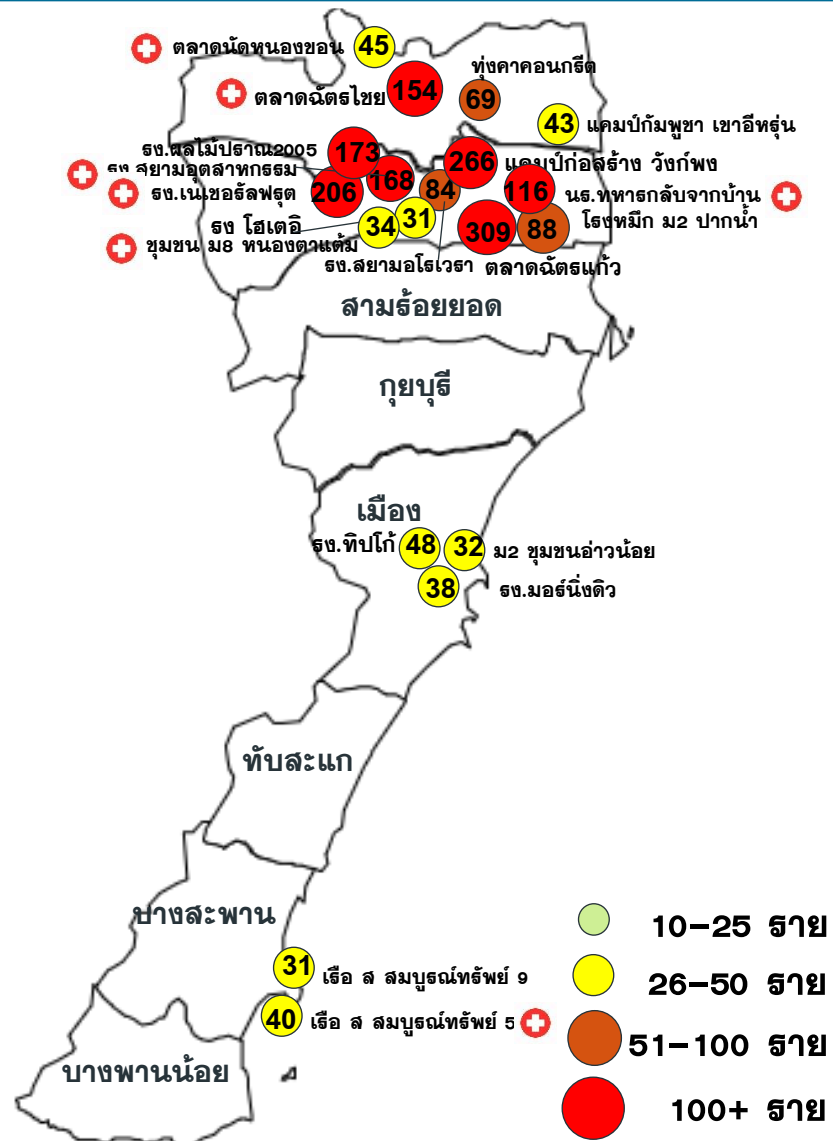 ตลาดนัดหนองขอน 45
ทุ่งคาคอนกรีต
ตลาดฉัตรไชย 154 69
43 แคมป์กัมพูชา เขาอีหรุ่น
รง.ผลไม้ปราณ2005 173
รง สยามอุตสาหกรรม 168
266 แคมป์ก่อสร้าง วังก์พง
รง.เนเชอรัลฟรุต 206 84 116 นร.ทหารกลับจากบ้าน
รง โฮเตอิ 34 31 309 88 โรงหมึก ม2 ปากน้ำ
ชุมชน ม8 หนองตาแต้ม
รง.สยามอโรเวรา ตลาดฉัตรแก้ว
สามร้อยยอด
กุยบุรี
เมือง
รง.ทิปโก้ 48 32 ม2 ชุมชนอ่าวน้อย
38 รง.มอร์นิ่งดิว
ทับสะแก
บางสะพาน
31 เรือ ส สมบูรณ์ทรัพย์ 9
40 เรือ ส สมบูรณ์ทรัพย์ 5
บางพานน้อย
10-25 ราย
26-50 ราย
51-100 ราย
100+ ราย